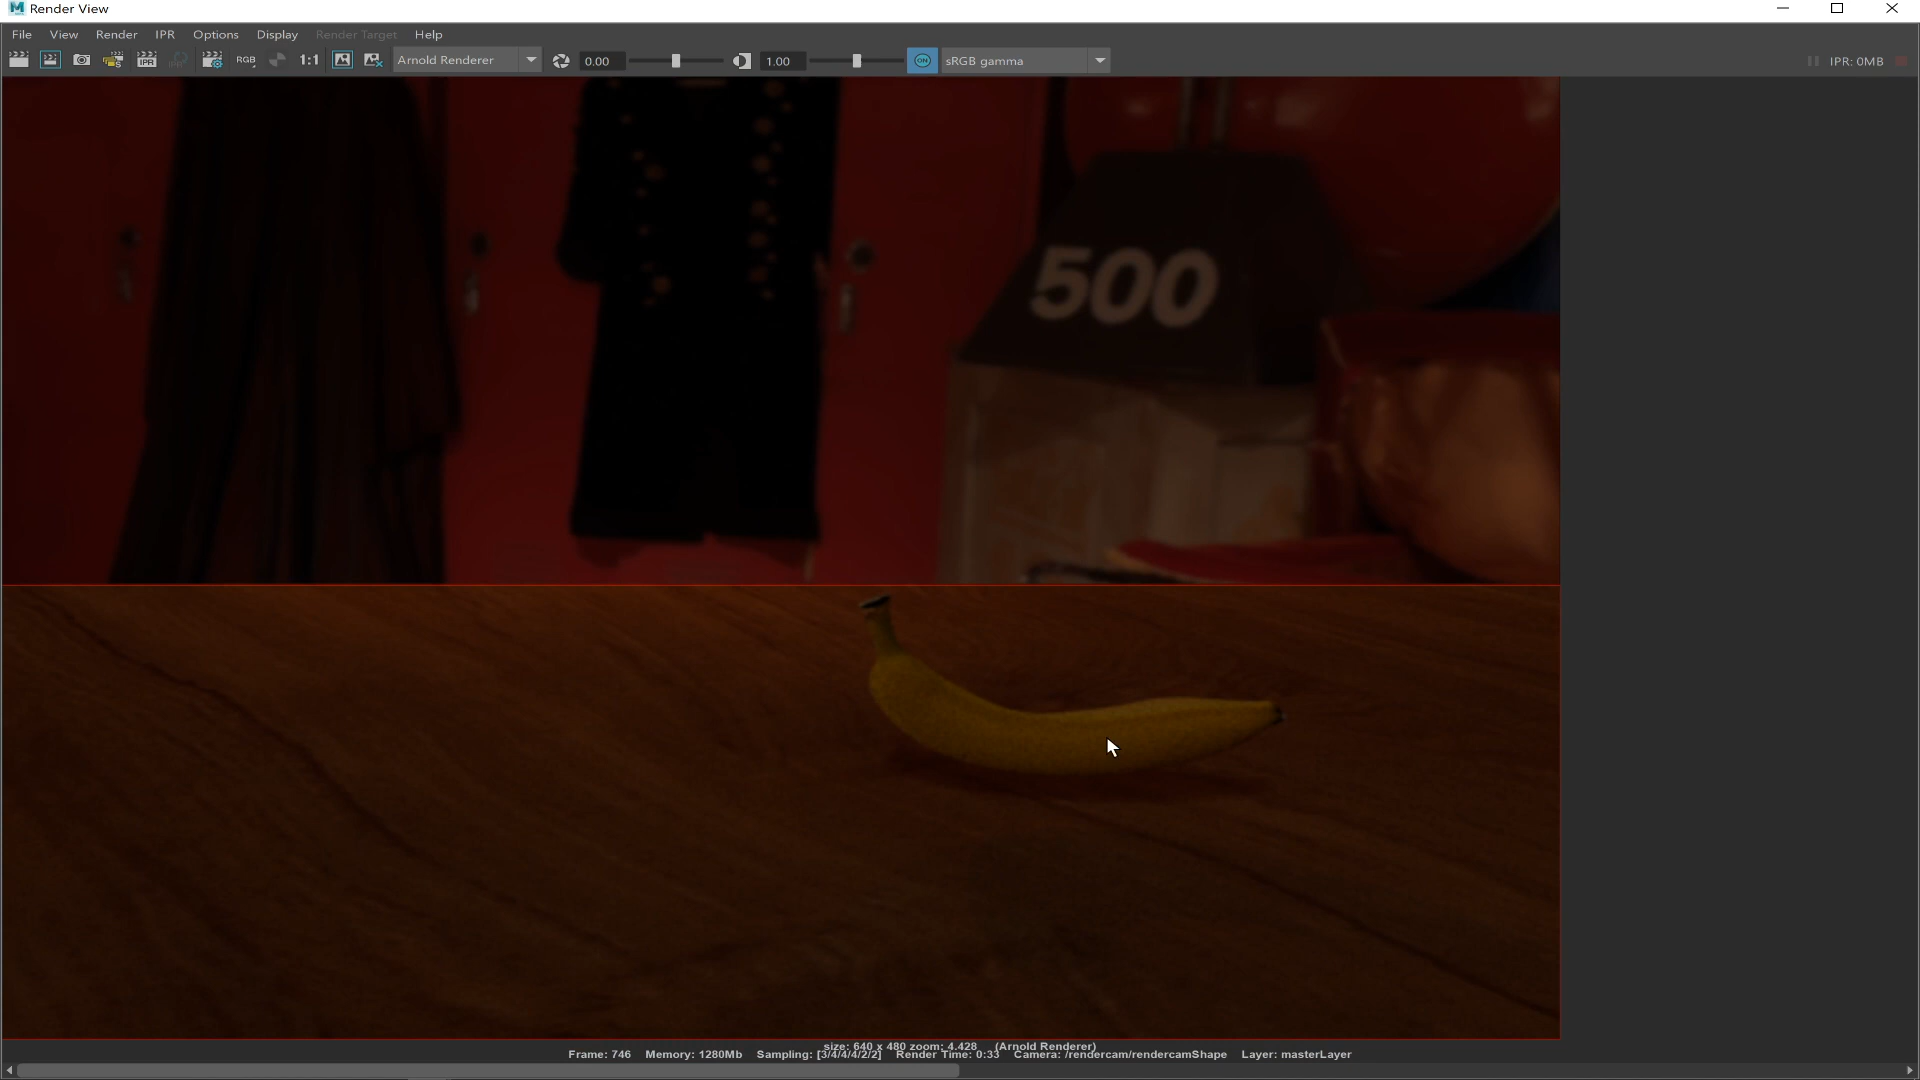 Render View
File View Render IPR Options Display Render Target Help
IPR RGB 1:1 Arnold Renderer 0.00 1.00 ON sRGB gamma IPR: 0MB
500
size: 640 x 480 zoom: 4.428 (Arnold Renderer)
Frame: 746 Memory: 1280Mb Sampling: [3/4/4/4/2/2] Render Time: 0:33 Camera: /rendercam/rendercamShape Layer: masterLayer